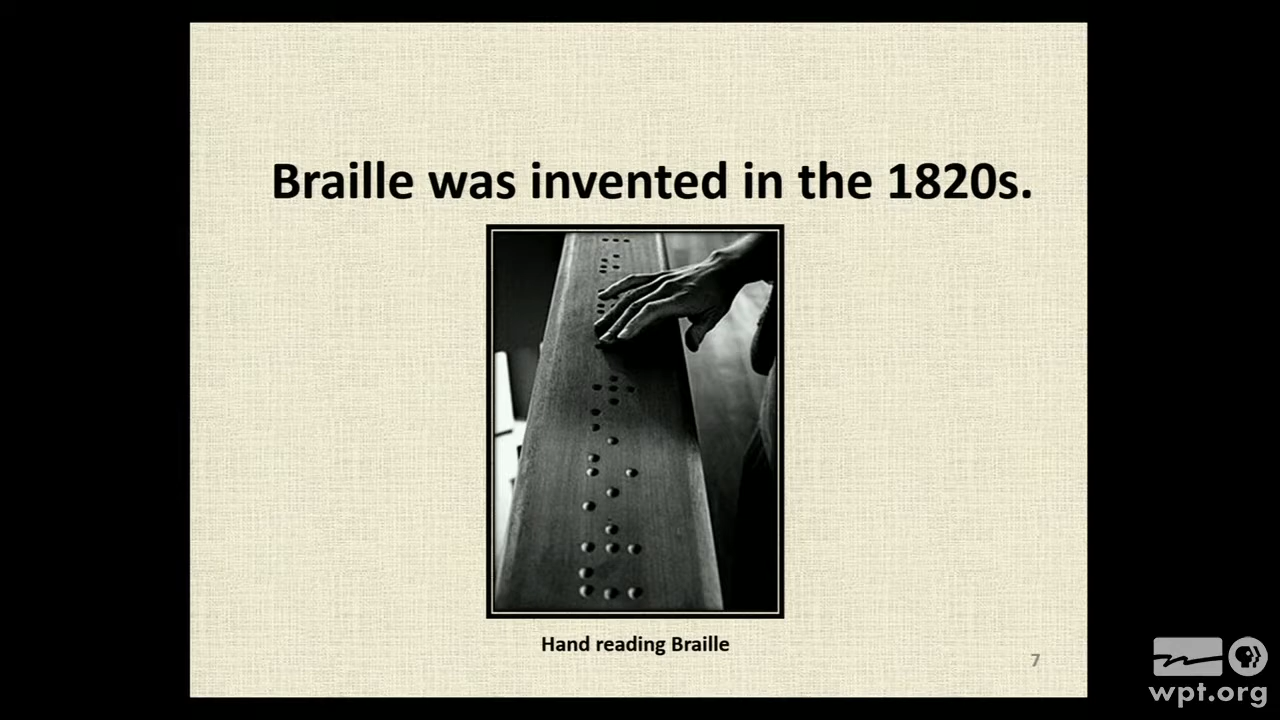 Braille was invented in the 1820s.
Hand reading Braille
7
wpt.org